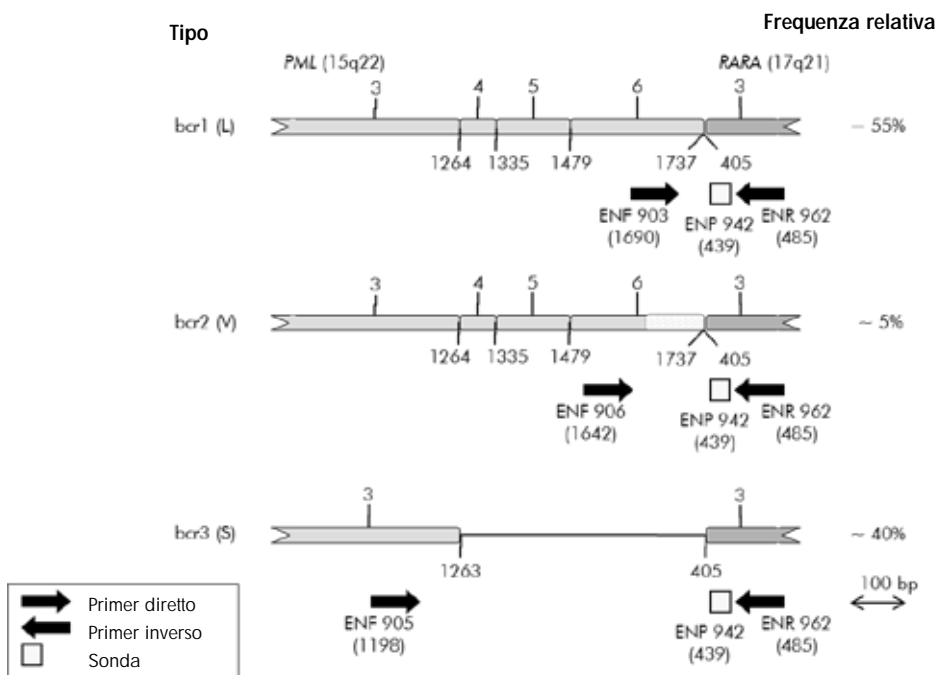 Tipo
Frequenza relativa
PML (15q22)
RARA (17q21)
3 4 5 6 3
bcr1 (L)
~ 55%
1264 1335 1479 1737 405
ENF 903 ENP 942 ENR 962
(1690) (439) (485)
3 4 5 6 3
bcr2 (V)
~ 5%
1264 1335 1479 1737 405
ENF 906 ENP 942 ENR 962
(1642) (439) (485)
3 3
bcr3 (S)
~ 40%
1263 405
100 bp
ENF 905 ENP 942 ENR 962
(1198) (439) (485)
Primer diretto
Primer inverso
Sonda